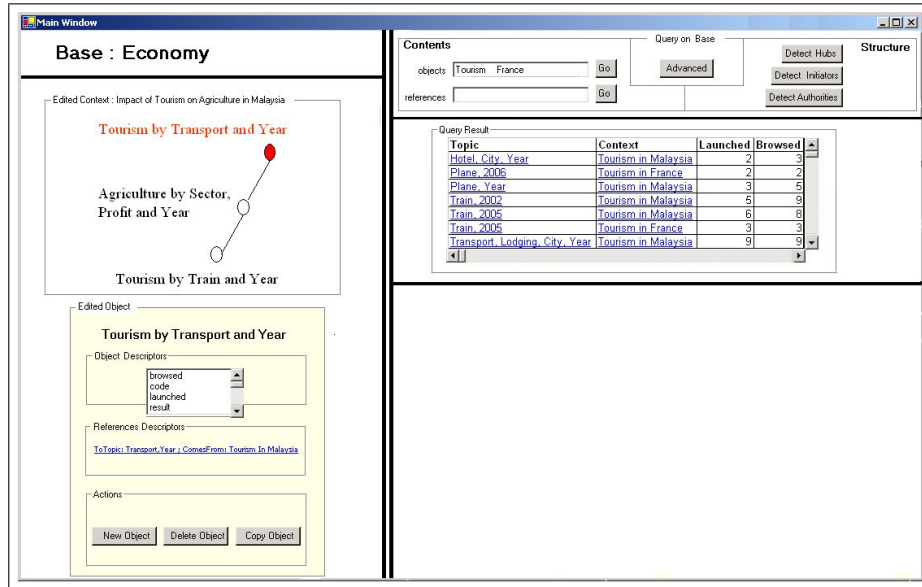 Main Window
Base : Economy
Edited Context : Impact of Tourism on Agriculture in Malaysia
Tourism by Transport and Year
Agriculture by Sector,
Profit and Year
Tourism by Train and Year
Edited Object
Tourism by Transport and Year
Object Descriptors
browsed
code
launched
result
References Descriptors
ToTopic: Transport,Year ; ComesFrom: Tourism In Malaysia
Actions
New Object Delete Object Copy Object
Contents
objects Tourism France Go
references Go
Query on Base
Advanced
Structure
Detect Hubs
Detect Initiators
Detect Authorities
Query Result
Topic Context Launched Browsed
Hotel, City, Year Tourism in Malaysia 2 3
Plane, 2006 Tourism in France 2 2
Plane, Year Tourism in Malaysia 3 5
Train, 2002 Tourism in Malaysia 5 9
Train, 2005 Tourism in Malaysia 6 8
Train, 2005 Tourism in France 3 3
Transport, Lodging, City, Year Tourism in Malaysia 9 9